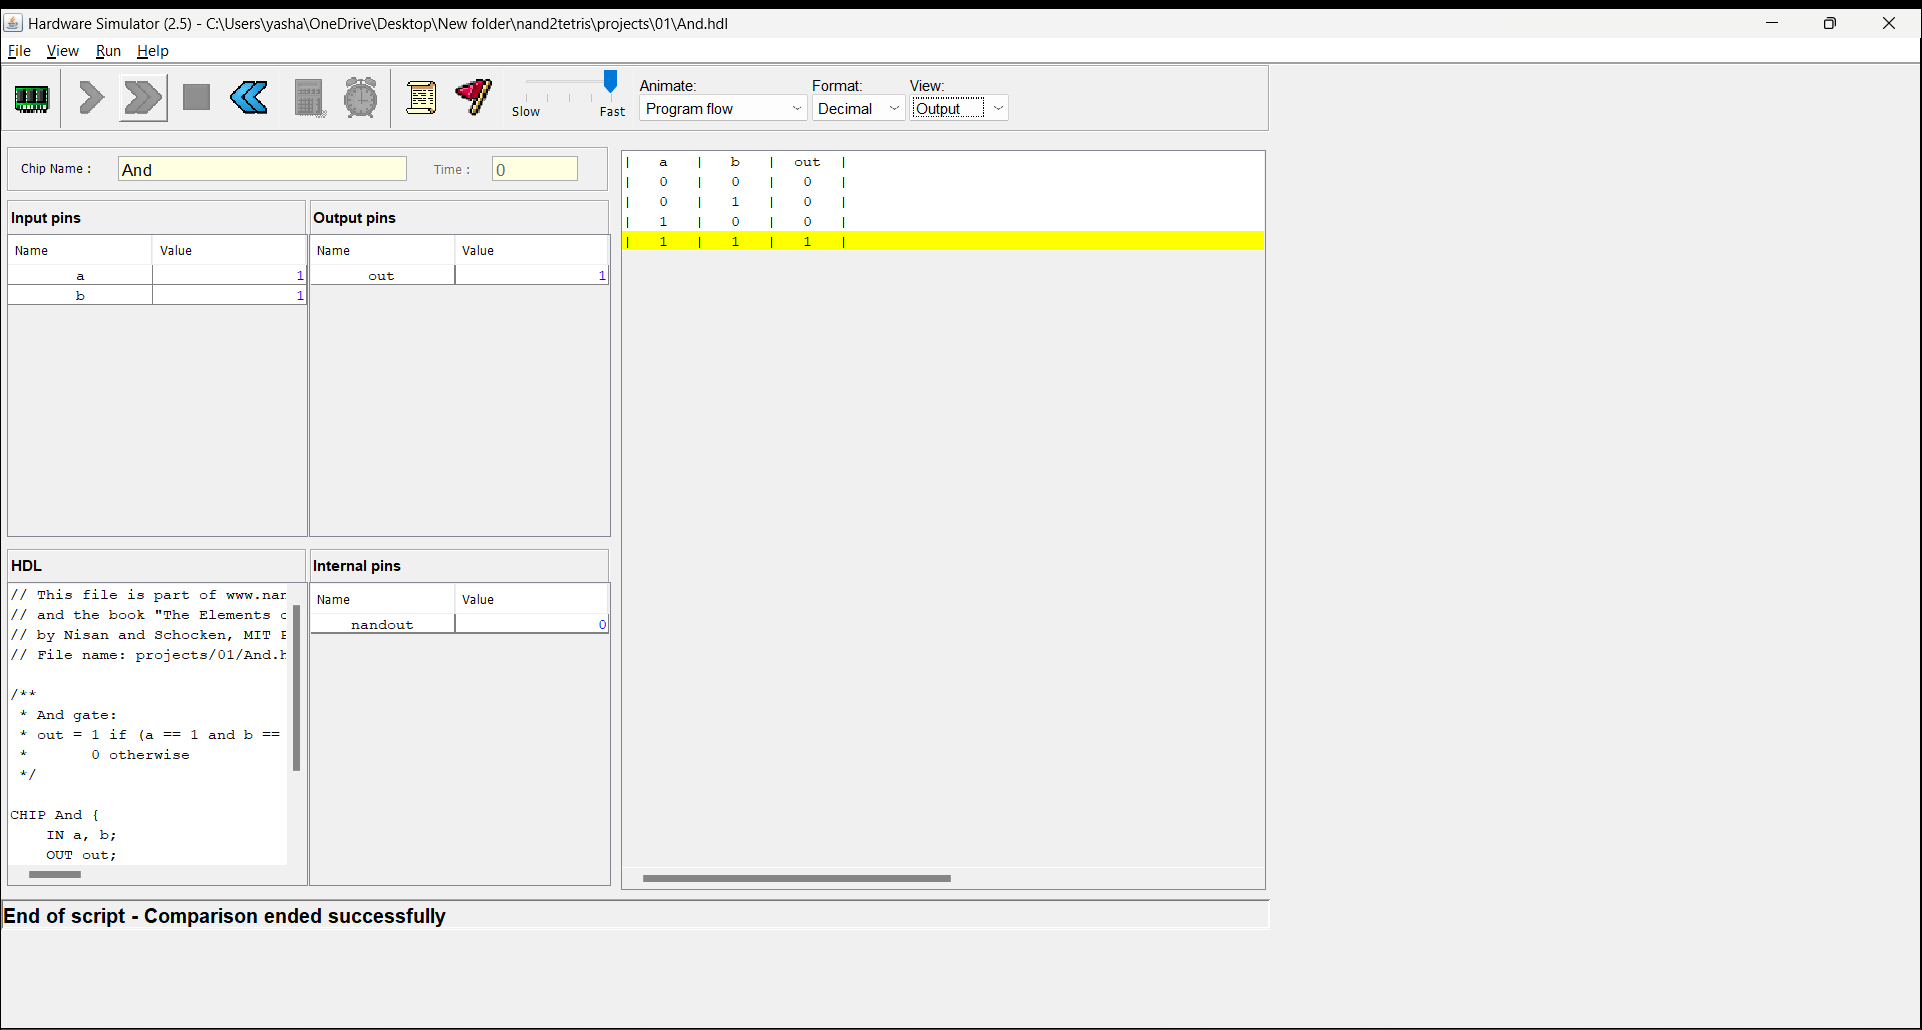 Hardware Simulator (2.5) - C:\Users\yasha\OneDrive\Desktop\New folder\nand2tetris\projects\01\And.hdl
File View Run Help
Slow Fast
Animate: Format: View:
Program flow Decimal Output
Chip Name : And Time : 0
Input pins
Name Value
a 1
b 1
Output pins
Name Value
out 1
HDL
// This file is part of www.nan
// and the book "The Elements o
// by Nisan and Schocken, MIT P
// File name: projects/01/And.h
/**
* And gate:
* out = 1 if (a == 1 and b ==
* 0 otherwise
*/
CHIP And {
IN a, b;
OUT out;
Internal pins
Name Value
nandout 0
| a | b | out |
| 0 | 0 | 0 |
| 0 | 1 | 0 |
| 1 | 0 | 0 |
| 1 | 1 | 1 |
End of script - Comparison ended successfully